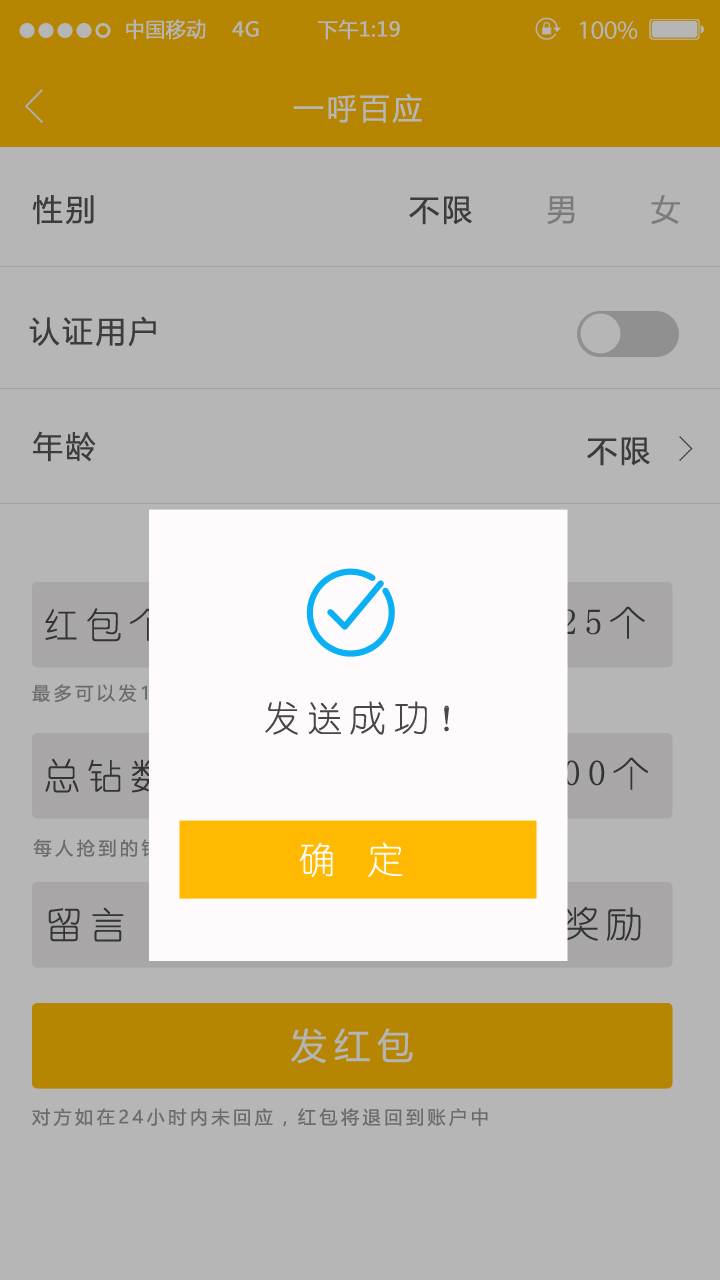 中国移动 4G 下午1:19 100%
一呼百应
性别 不限 男 女
认证用户
年龄 不限
红包 25个
最多可以发1
发送成功!
总钻数 00个
每人抢到的
确 定
留言 奖励
发红包
对方如在24小时内未回应，红包将退回到账户中